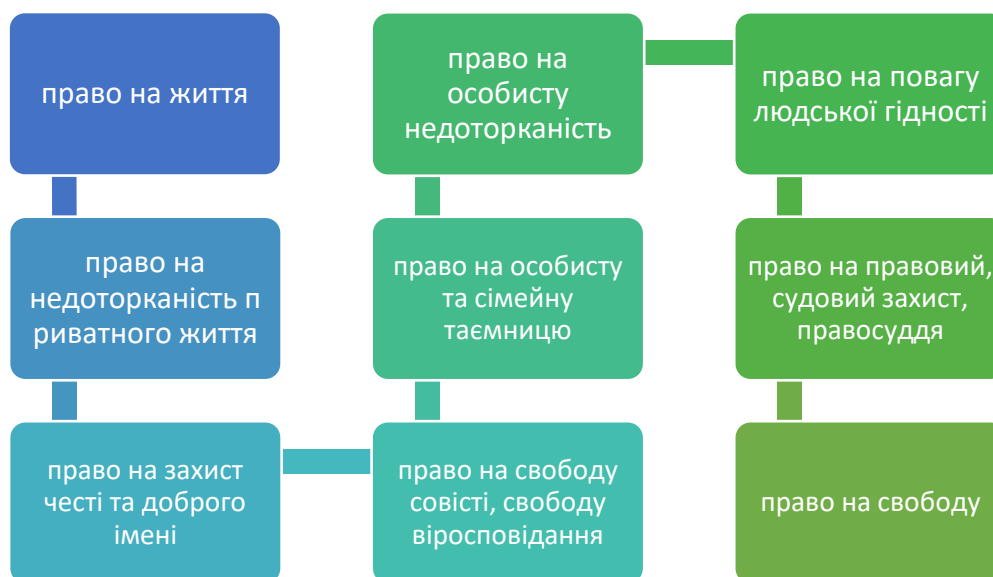 право на життя
право на
недоторканість п
риватного життя
право на захист
честі та доброго
імені
право на свободу
совісті, свободу
віросповідання
право на особисту
та сімейну
таємницю
право на
особисту
недоторканість
право на повагу
людської гідності
право на правовий,
судовий захист,
правосуддя
право на свободу